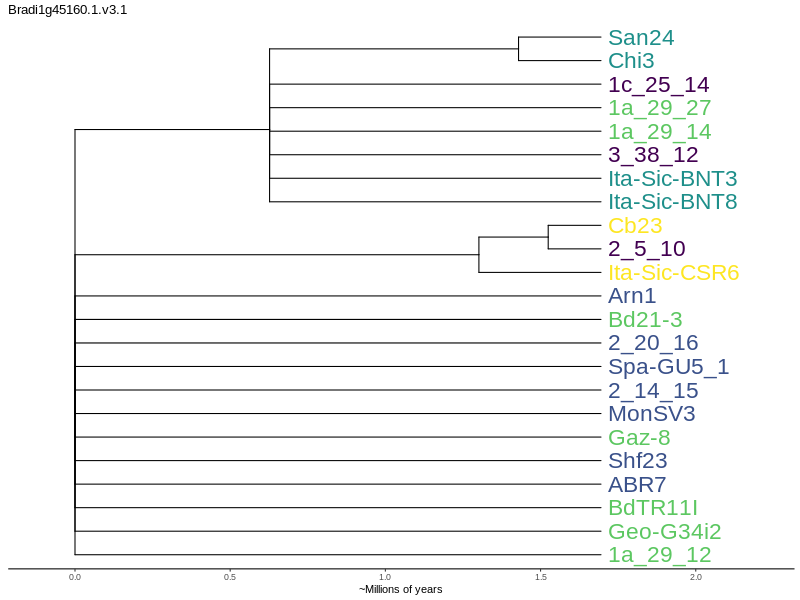 Bradi1g45160.1.v3.1
San24
Chi3
1c_25_14
1a_29_27
1a_29_14
3_38_12
Ita-Sic-BNT3
Ita-Sic-BNT8
Cb23
2_5_10
Ita-Sic-CSR6
Arn1
Bd21-3
2_20_16
Spa-GU5_1
2_14_15
MonSV3
Gaz-8
Shf23
ABR7
BdTR11I
Geo-G34i2
1a_29_12
0.0 0.5 1.0 1.5 2.0
~Millions of years